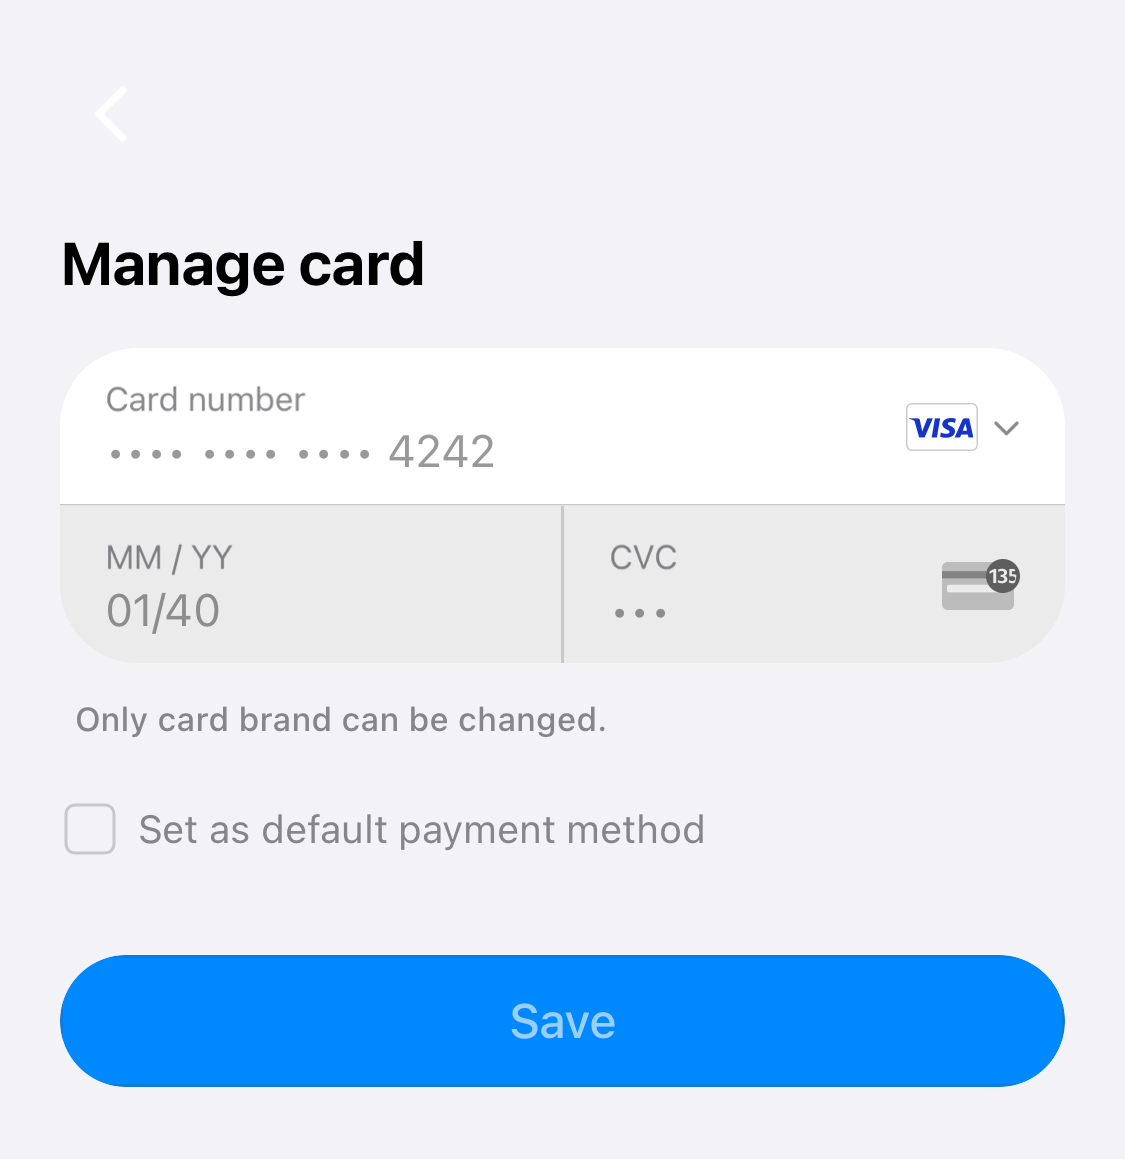 Manage card
Card number
•••• •••• •••• 4242
VISA
MM / YY
01/40
CVC
•••
135
Only card brand can be changed.
Set as default payment method
Save